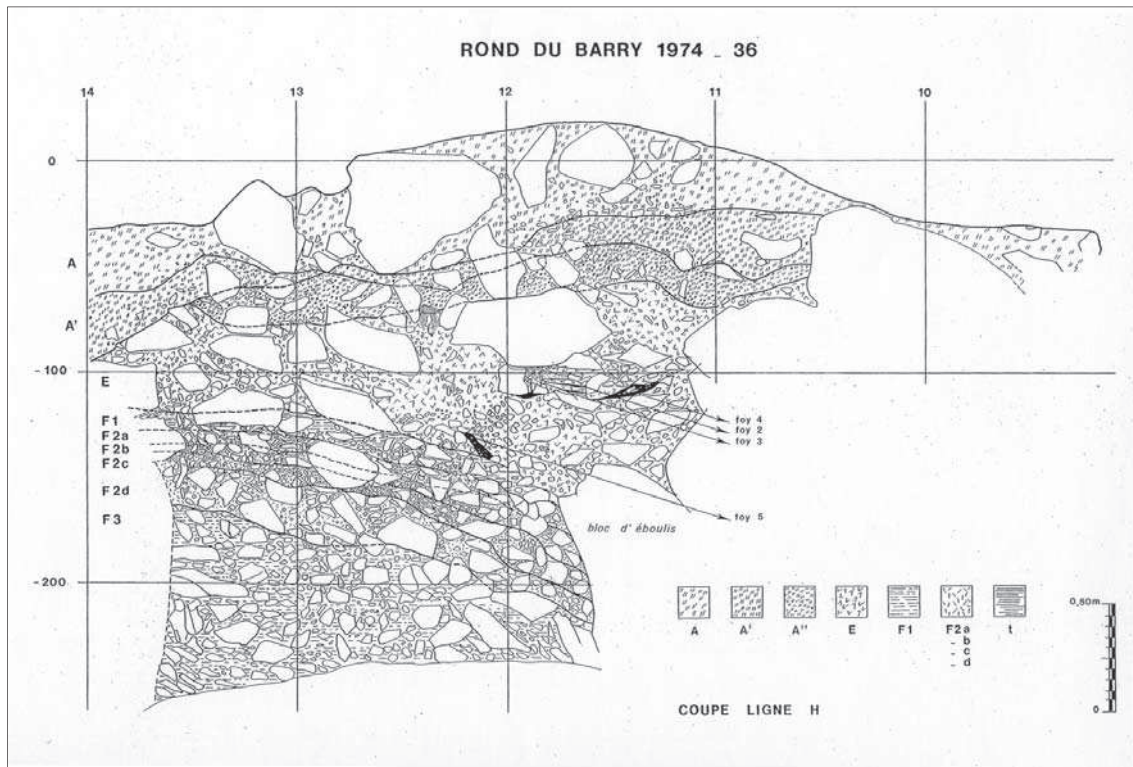 ROND DU BARRY 1974 _ 36
14 13 12 11 10
0
A
A'
-100
E
F1
F2a
F2b
F2c
F2d
F3
-200
foy 4
foy 2
foy 3
foy 5
bloc d'éboulis
A A' A" E F1 F2a t
- b
- c
- d
0,50m
0
COUPE LIGNE H